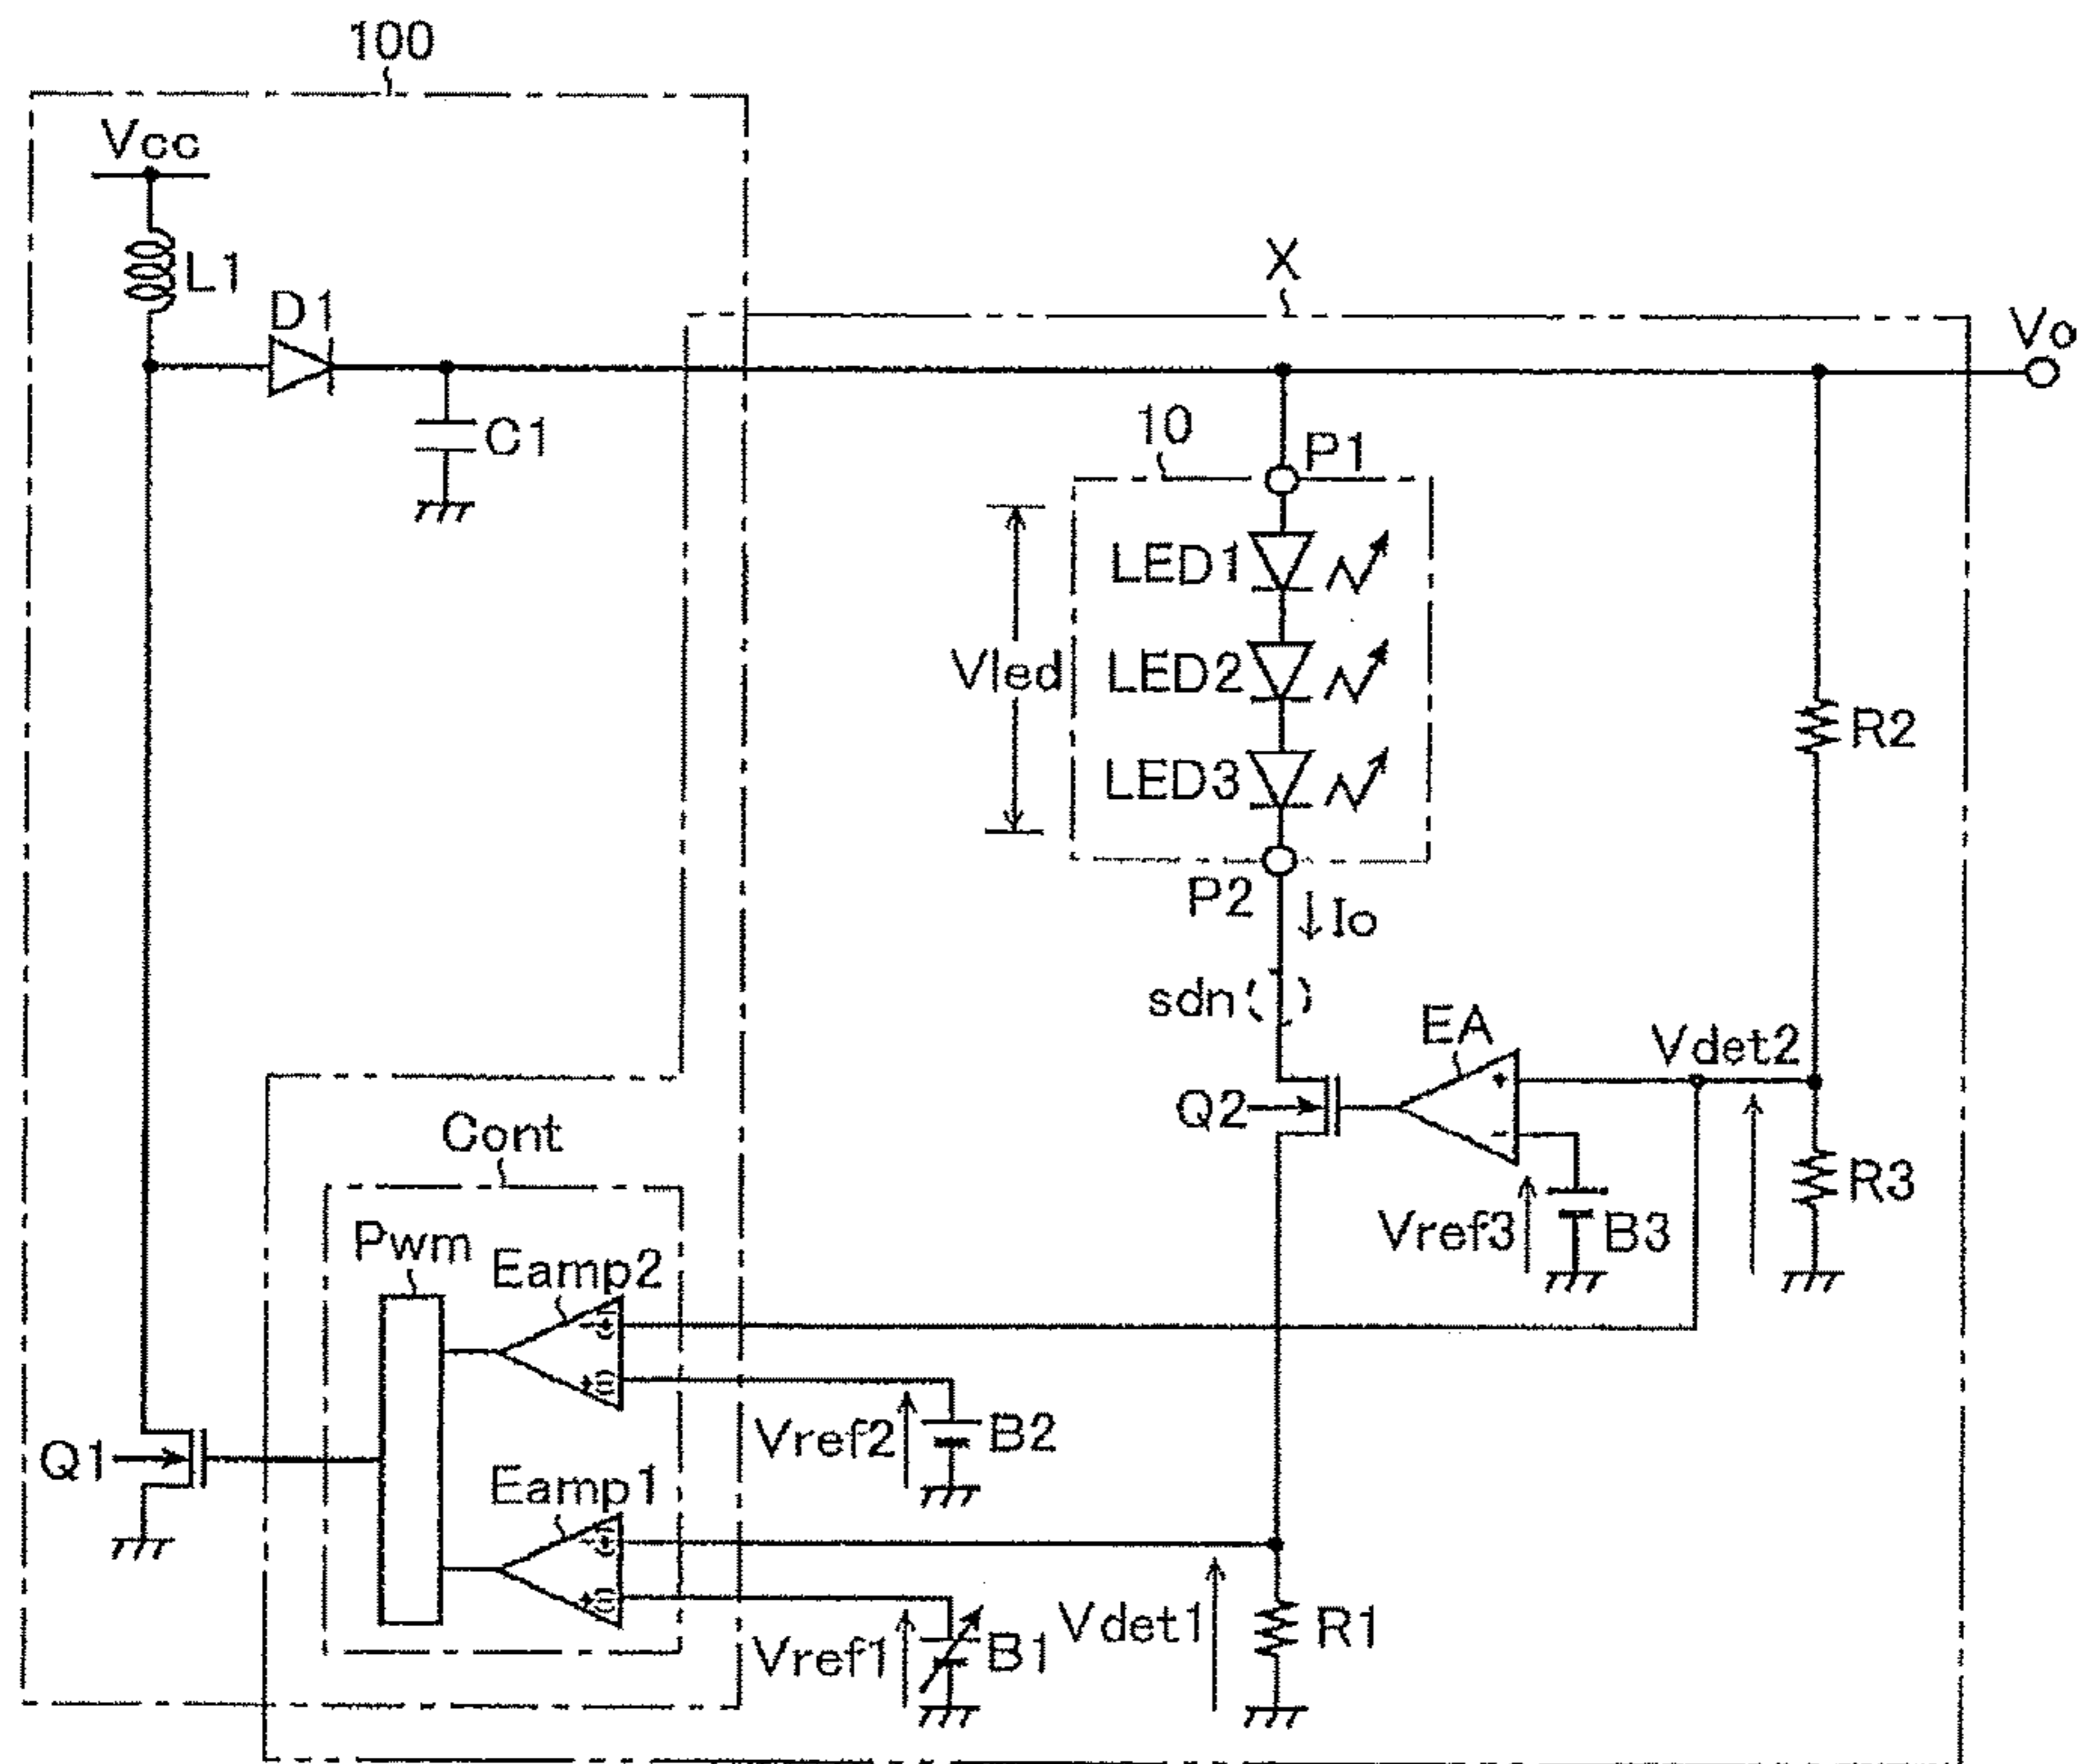 100
Vcc
L1
D1
X
Vo
C1
10
P1
LED1
Vled
LED2
R2
LED3
P2
Io
sdn
EA
Vdet2
+
Q2
-
Cont
R3
Vref3
B3
Pwm
Eamp2
-(+)
+(-)
Vref2
B2
Q1
Eamp1
-(+)
+(-)
Vref1
B1
Vdet1
R1